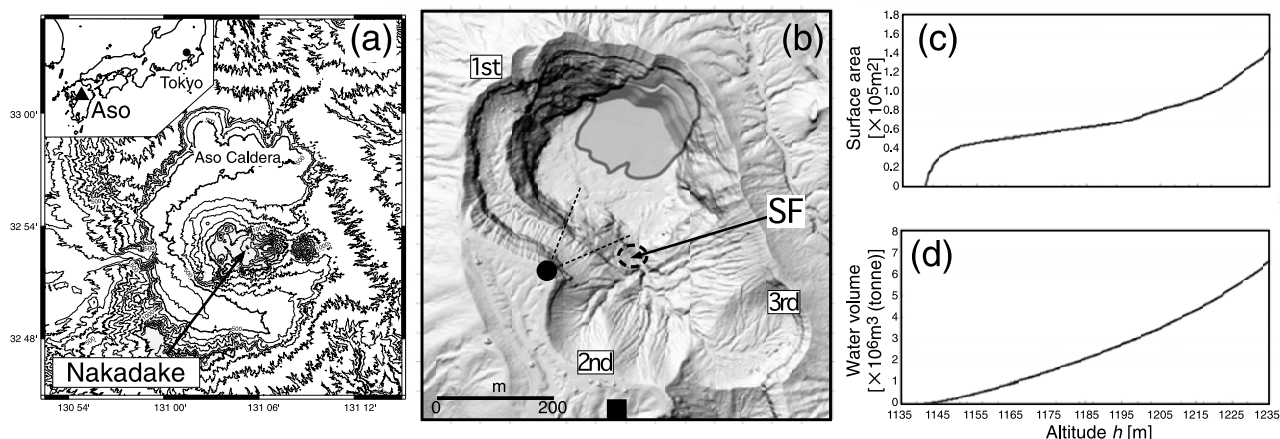 (a)
Tokyo
Aso
33 00'
Aso Caldera
32 54'
32 48'
Nakadake
130 54'
131 00'
131 06'
131 12'
(b)
1st
SF
3rd
2nd
m
0
200
(c)
Surface area
[×10⁵m²]
1.8
1.6
1.4
1.2
1.0
0.8
0.6
0.4
0.2
0
(d)
Water volume
[×10⁶m³ (tonne)]
8
7
6
5
4
3
2
1
0
1135
1145
1155
1165
1175
1185
1195
1205
1215
1225
1235
Altitude h [m]